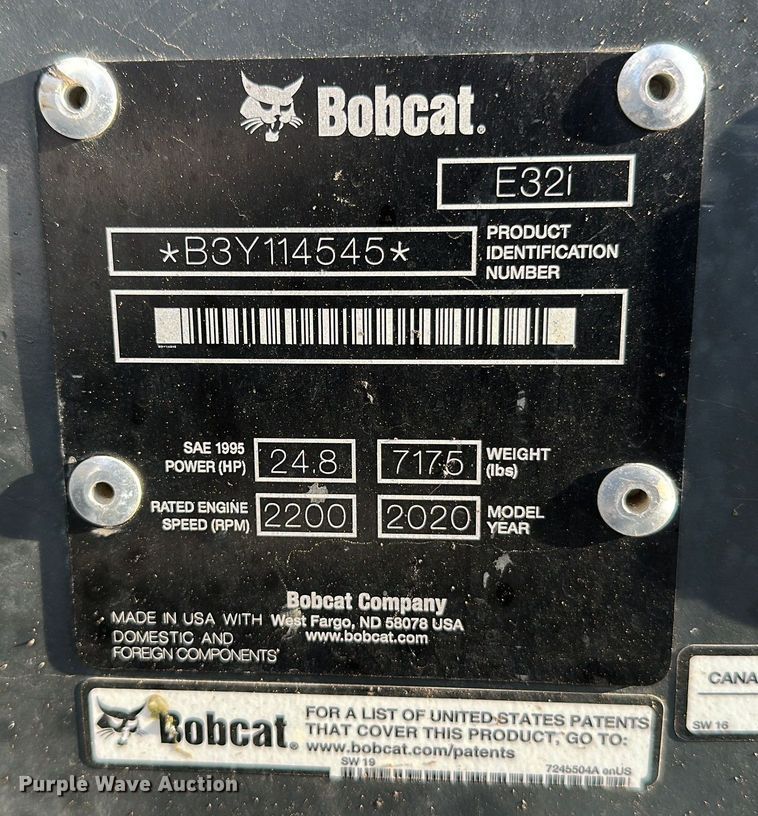 Bobcat.
E32i
*B3Y114545*
PRODUCT
IDENTIFICATION
NUMBER
SAE 1995
POWER (HP)
24.8
7175
WEIGHT
(lbs)
RATED ENGINE
SPEED (RPM)
2200
2020
MODEL
YEAR
Bobcat Company
West Fargo, ND 58078 USA
www.bobcat.com
MADE IN USA WITH
DOMESTIC AND
FOREIGN COMPONENTS
Bobcat.
FOR A LIST OF UNITED STATES PATENTS
THAT COVER THIS PRODUCT, GO TO:
www.bobcat.com/patents
SW 19
7245504A enUS
CANA
SW 16
Purple Wave Auction